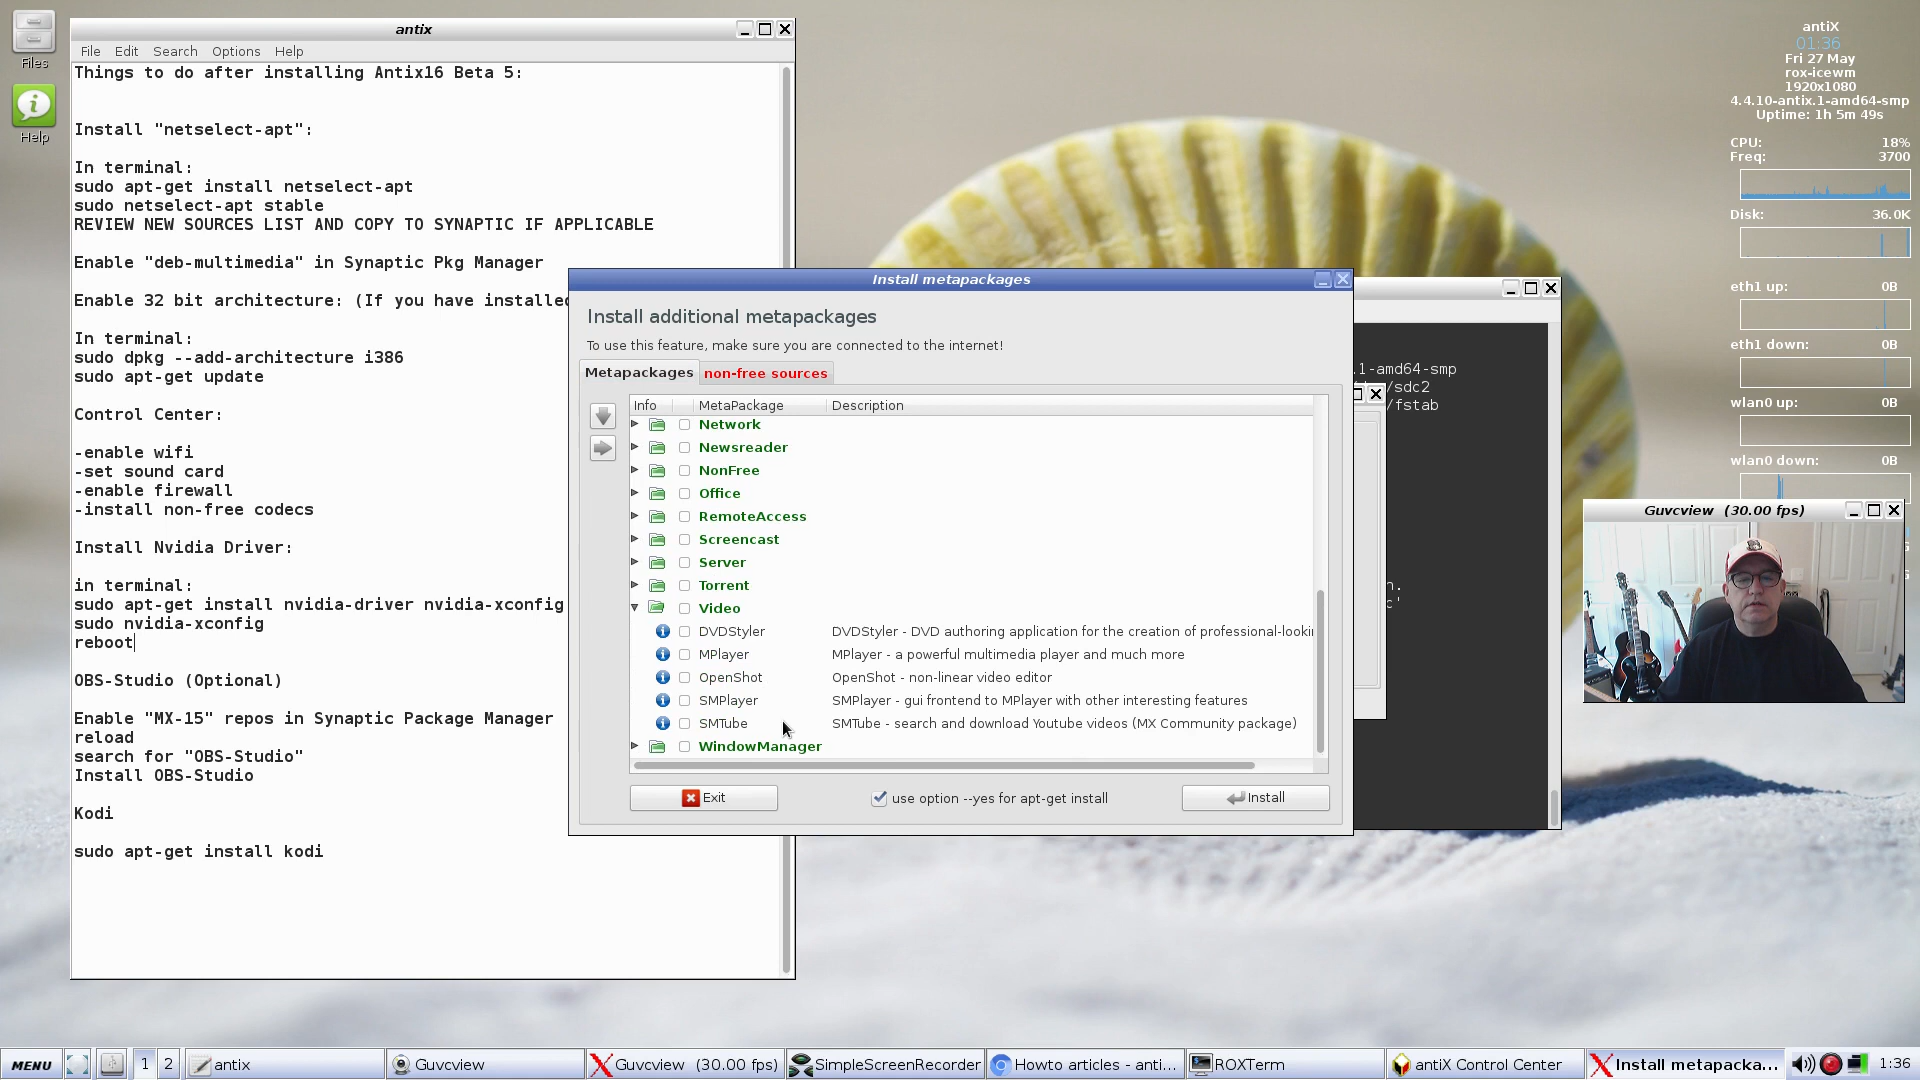 Files
Help
antix
File Edit Search Options Help
Things to do after installing Antix16 Beta 5:
Install "netselect-apt":
In terminal:
sudo apt-get install netselect-apt
sudo netselect-apt stable
REVIEW NEW SOURCES LIST AND COPY TO SYNAPTIC IF APPLICABLE
Enable "deb-multimedia" in Synaptic Pkg Manager
Enable 32 bit architecture: (If you have installed
In terminal:
sudo dpkg --add-architecture i386
sudo apt-get update
Control Center:
-enable wifi
-set sound card
-enable firewall
-install non-free codecs
Install Nvidia Driver:
in terminal:
sudo apt-get install nvidia-driver nvidia-xconfig
sudo nvidia-xconfig
reboot
OBS-Studio (Optional)
Enable "MX-15" repos in Synaptic Package Manager
reload
search for "OBS-Studio"
Install OBS-Studio
Kodi
sudo apt-get install kodi
Install metapackages
Install additional metapackages
To use this feature, make sure you are connected to the internet!
Metapackages non-free sources
Info MetaPackage Description
Network
Newsreader
NonFree
Office
RemoteAccess
Screencast
Server
Torrent
Video
DVDStyler DVDStyler - DVD authoring application for the creation of professional-looki
MPlayer MPlayer - a powerful multimedia player and much more
OpenShot OpenShot - non-linear video editor
SMPlayer SMPlayer - gui frontend to MPlayer with other interesting features
SMTube SMTube - search and download Youtube videos (MX Community package)
WindowManager
Exit use option --yes for apt-get install Install
.1-amd64-smp
/sdc2
/fstab
n.
c'
antiX
01:36
Fri 27 May
rox-icewm
1920x1080
4.4.10-antix.1-amd64-smp
Uptime: 1h 5m 49s
CPU: 18%
Freq: 3700
Disk: 36.0K
eth1 up: 0B
eth1 down: 0B
wlan0 up: 0B
wlan0 down: 0B
Guvcview (30.00 fps)
MENU 1 2 antix Guvcview Guvcview (30.00 fps) SimpleScreenRecorder Howto articles - anti... ROXTerm antiX Control Center Install metapacka... 1:36